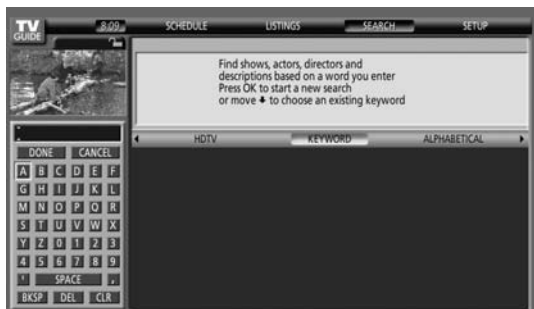 TV
GUIDE
8:09
SCHEDULE LISTINGS SEARCH SETUP
Find shows, actors, directors and
descriptions based on a word you enter
Press OK to start a new search
or move ↓ to choose an existing keyword
HDTV KEYWORD ALPHABETICAL
DONE CANCEL
A B C D E F
G H I J K L
M N O P Q R
S T U V W X
Y Z 0 1 2 3
4 5 6 7 8 9
' SPACE .
BKSP DEL CLR